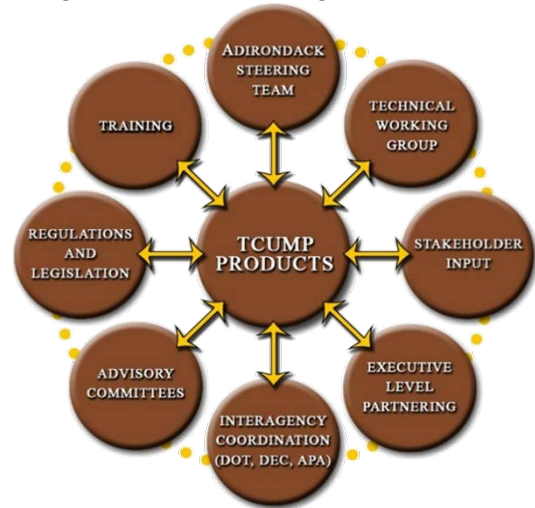 ADIRONDACK
STEERING
TEAM
TECHNICAL
WORKING
GROUP
TRAINING
TCUMP
PRODUCTS
STAKEHOLDER
INPUT
REGULATIONS
AND
LEGISLATION
EXECUTIVE
LEVEL
PARTNERING
ADVISORY
COMMITTEES
INTERAGENCY
COORDINATION
(DOT, DEC, APA)